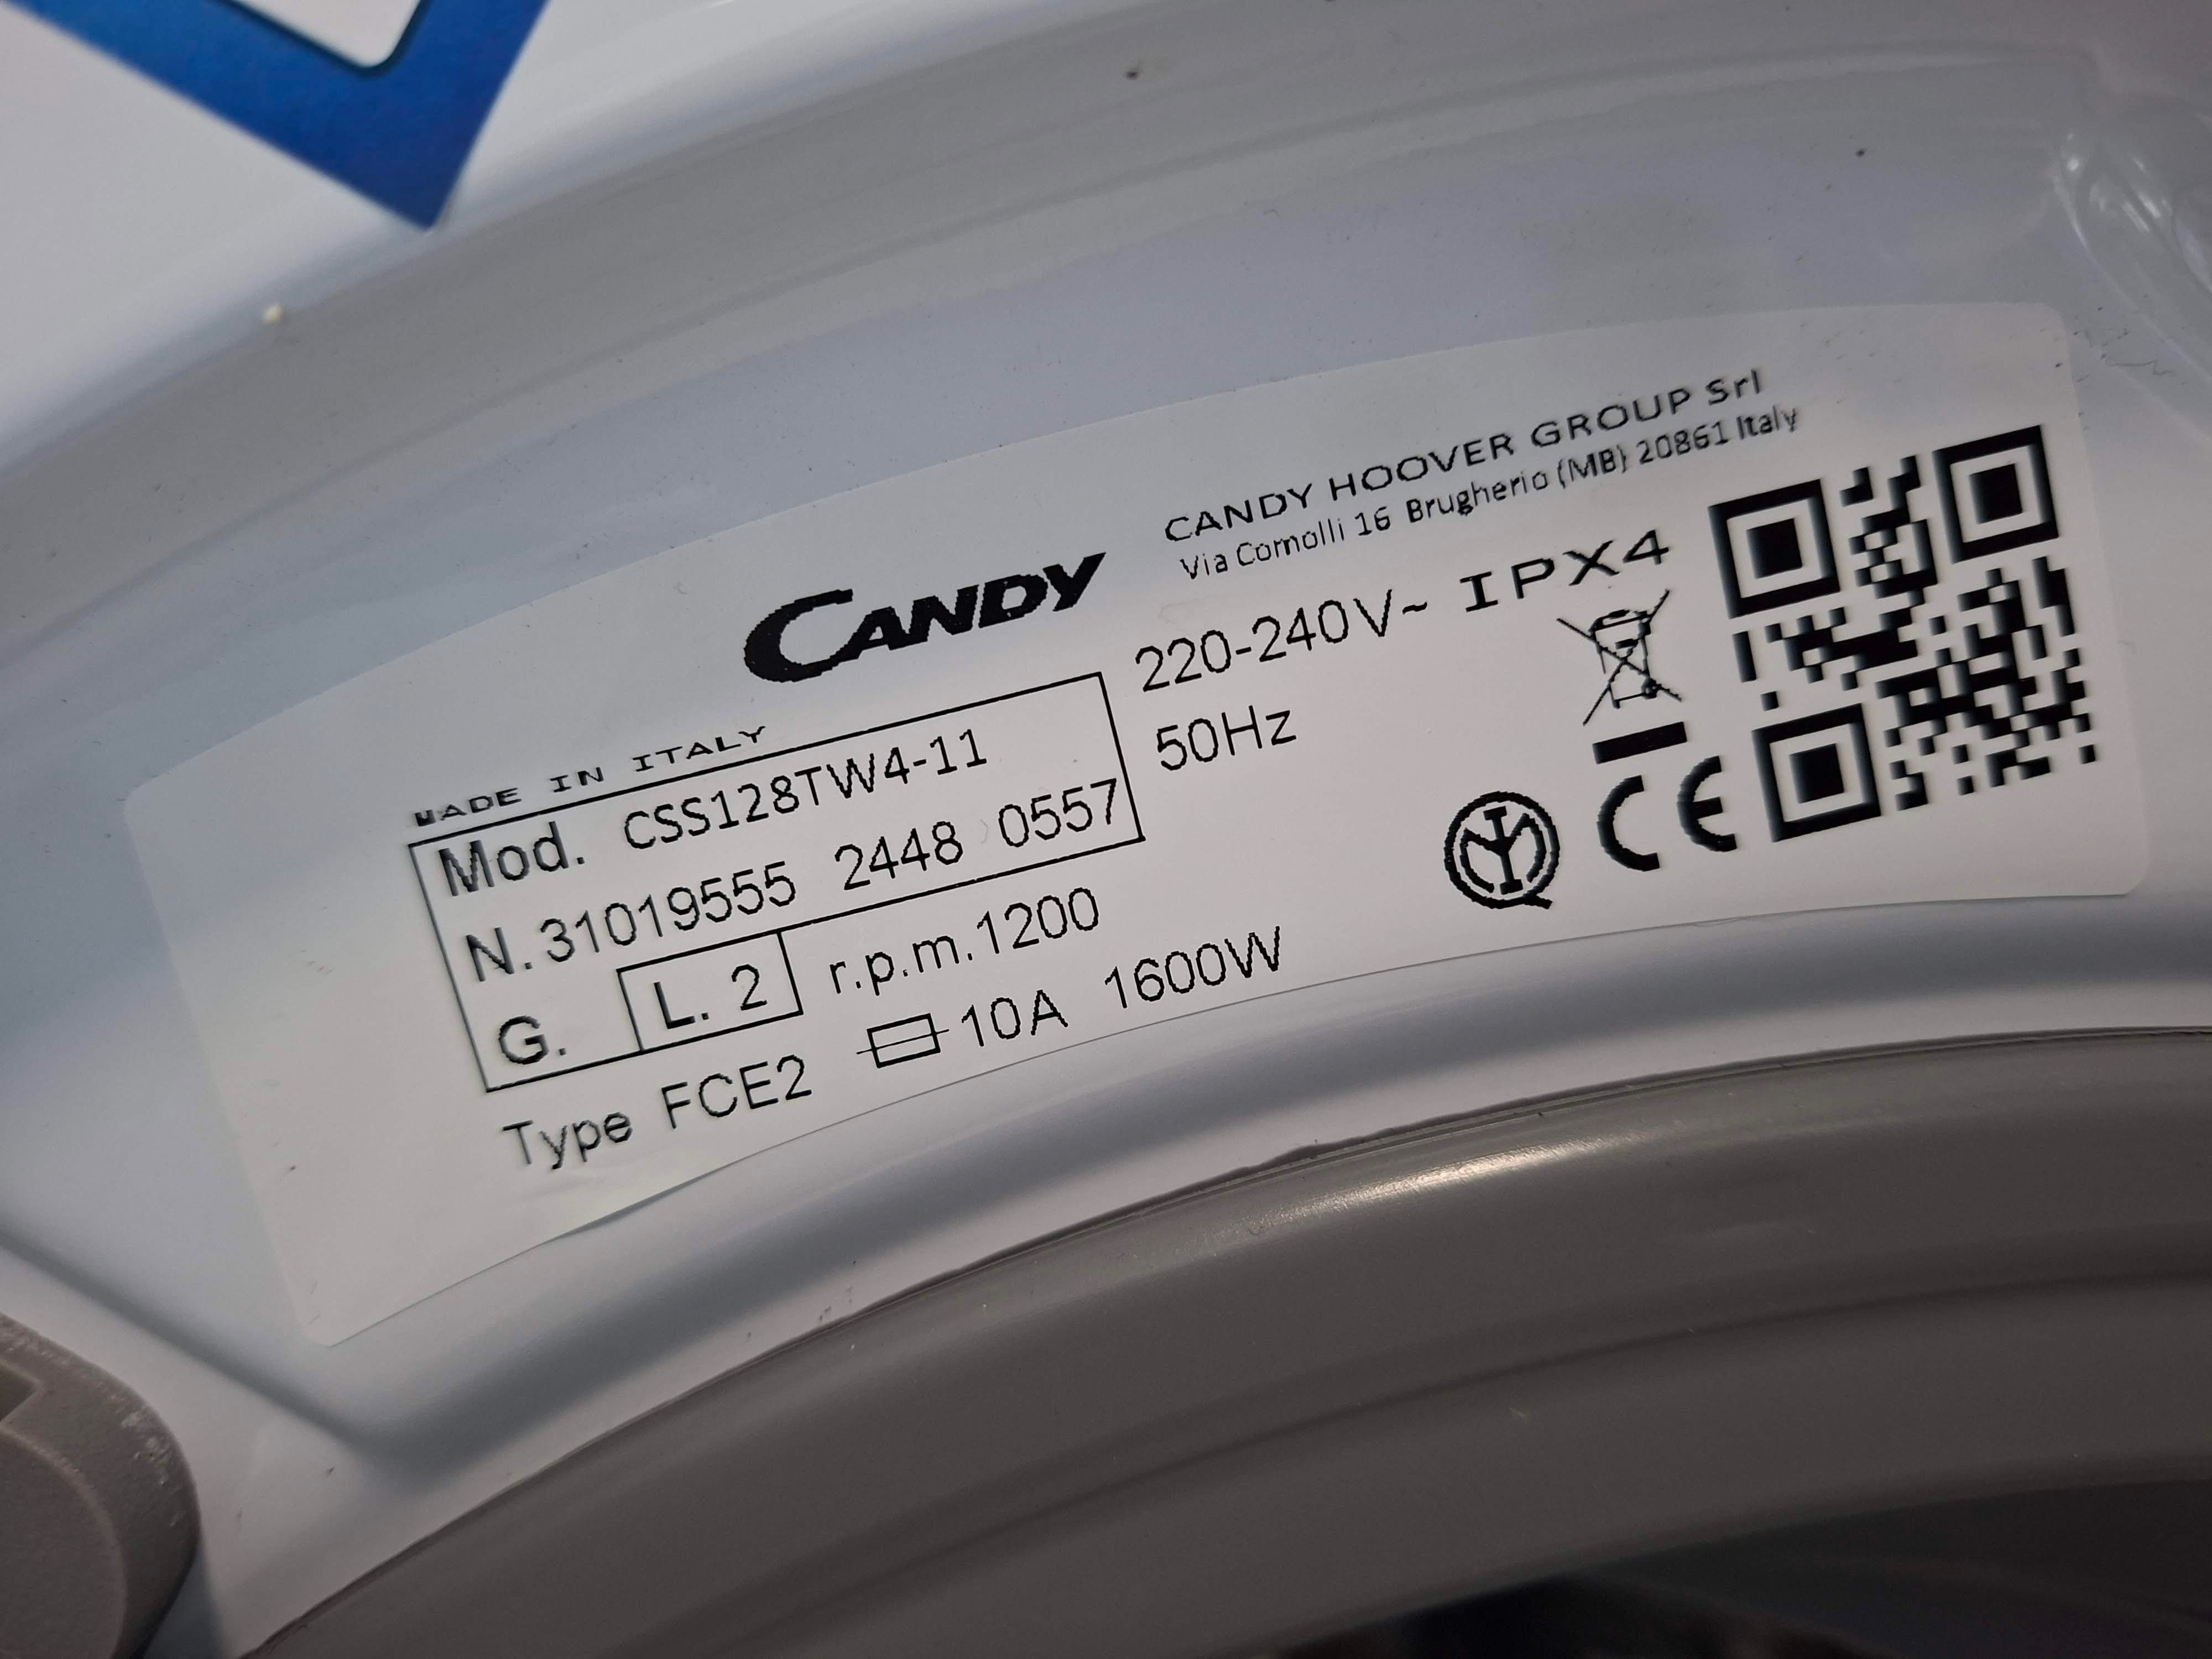 CANDY HOOVER GROUP Srl
Via Comolli 16 Brugherio (MB) 20861 Italy
CANDY
220-240V~ IPX4
50Hz
MADE IN ITALY
Mod. CSS128TW4-11
N. 31019555 2448 0557
G. L. 2 r.p.m. 1200
Type FCE2 10A 1600W
CE